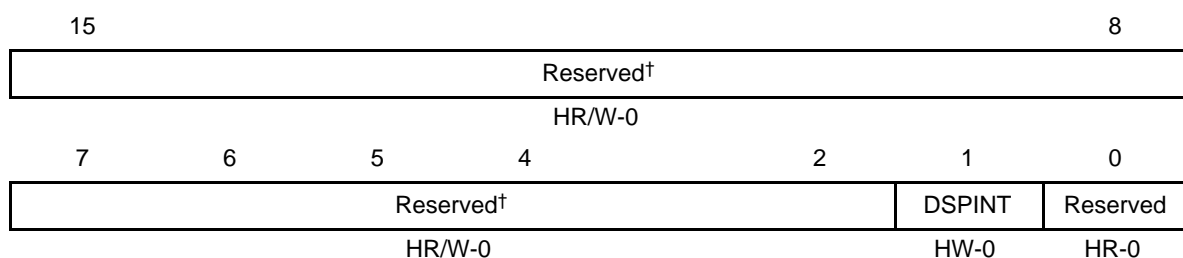 15 8
Reserved†
HR/W-0
7 6 5 4 2 1 0
Reserved† DSPINT Reserved
HR/W-0 HW-0 HR-0